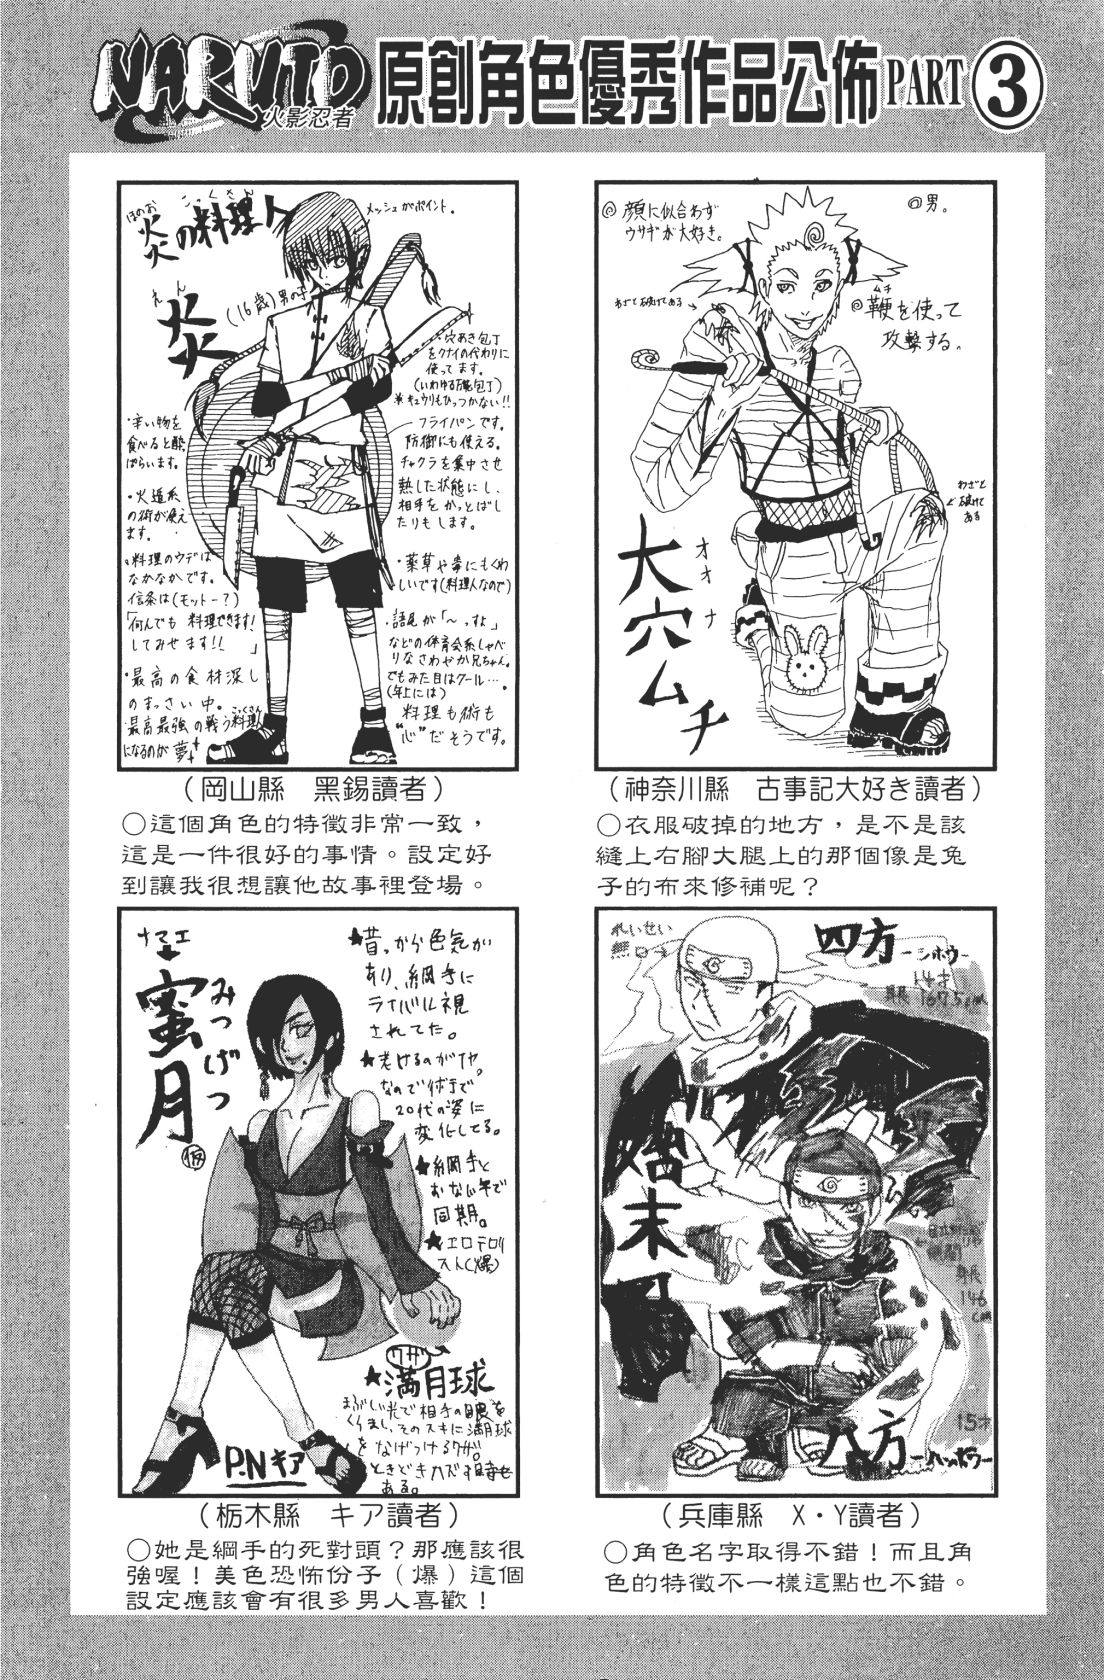 NARUTO
火影忍者
原創角色優秀作品公佈PART③
ほのお こっくさん
炎の料理人
メッシュがポイント。
えん
炎
(16歳)男の子
穴あき包丁
をクナイの代わりに
使ってます。
(いわゆる万能包丁)
※キュウリもひっつかない!!
フライパンです。
防御にも使える。
チャクラを集中させ
熱した状態にし、
相手をかっとばし
たりもします。
・辛い物を
食べると酔っ
ぱらいます。
・火遁系
の術が使え
ます。
・料理のウデは
なかなかです。
信条は(モットー?)
「何んでも料理できます!
してみせます!!」
・最高の食材探し
のまっさい中。
・最高最強の戦う料理人
こっくさん
になるのが夢
・薬草や毒にもくわ
しいです(料理人なので)
・語尾が「〜っすよ」
などの体育会系しゃべ
りなさわやか兄ちゃん。
でもみた目はクール…
(年上には)
料理も術も
“心”だそうです。
(岡山縣 黑錫讀者)
○這個角色的特徵非常一致,
這是一件很好的事情。設定好
到讓我很想讓他故事裡登場。
◎顔に似合わず
ウサギが大好き。
◎男。
わざと破けてある
ムチ
◎鞭を使って
攻撃する。
わざと
破けて
ある
大穴ムチ
オオナ
(神奈川縣 古事記大好き讀者)
○衣服破掉的地方,是不是該
縫上右腳大腿上的那個像是兔
子的布來修補呢?
ナマエ
蜜月
みつげつ
(仮)
★昔っから色気が
あり、綱手に
ライバル視
されてた。
★老けるのがイヤ。
なので術で
20代の姿に
変化してる。
★綱手と
おない年で
同期。
★エロテロリ
スト(爆)
ワザ
★満月球
まぶしい光で相手の眼を
くらまし、そのスキに満月球
をなげつけるワザ。
ときどきハズす時も
ある。
P.Nキア
(栃木縣 キア讀者)
○她是綱手的死對頭?那應該很
強喔!美色恐怖份子(爆)這個
設定應該會有很多男人喜歡!
れいせい
無口
四方-シホウ-
14才
身長
167.5cm
始末
身長
146
cm
15才
八方-ハッポウ-
(兵庫縣 X・Y讀者)
○角色名字取得不錯!而且角
色的特徵不一樣這點也不錯。